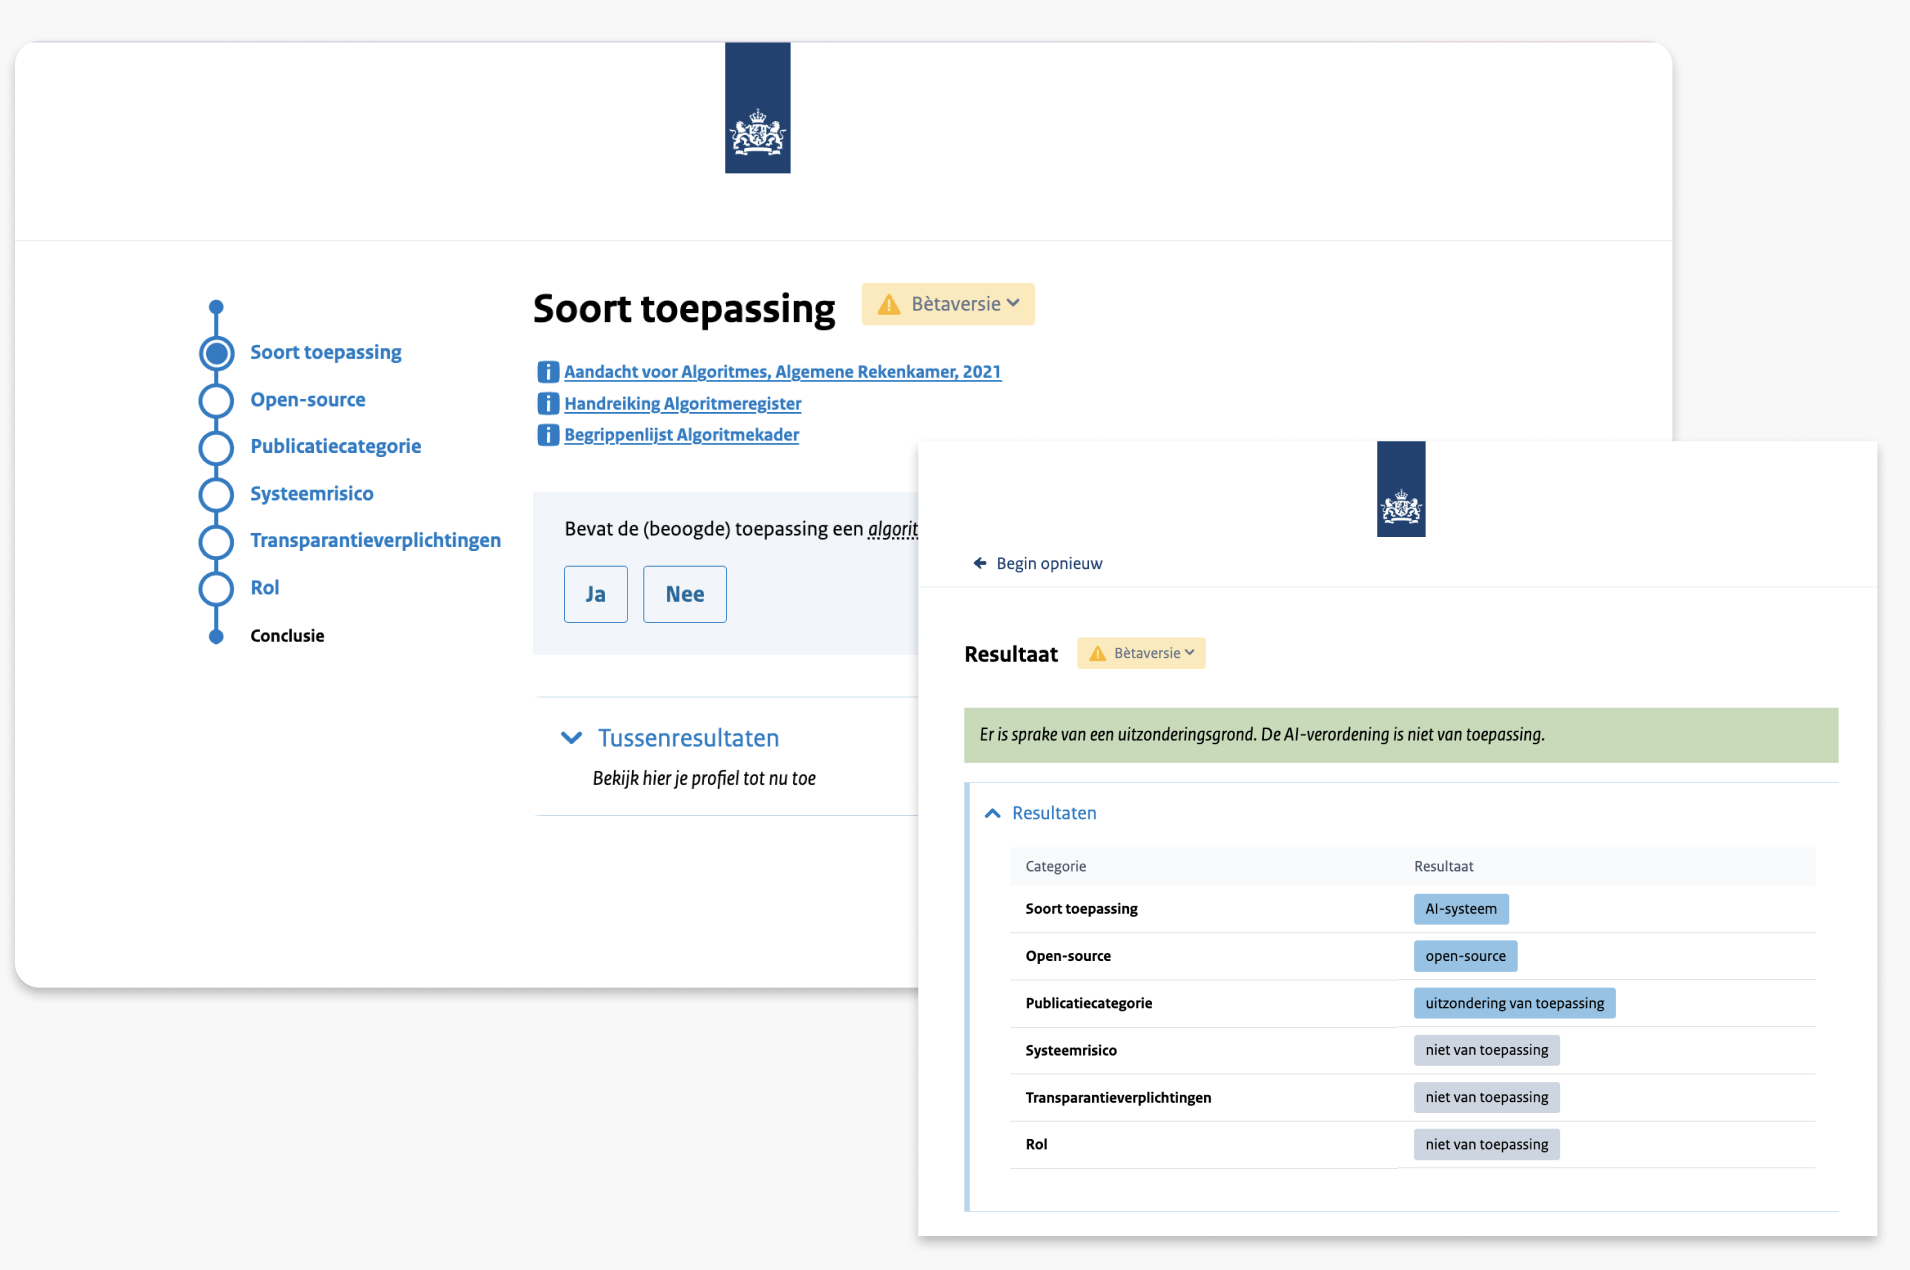 Soort toepassing
Open-source
Publicatiecategorie
Systeemrisico
Transparantieverplichtingen
Rol
Conclusie
Soort toepassing
Bètaversie
Aandacht voor Algoritmes, Algemene Rekenkamer, 2021
Handreiking Algoritmeregister
Begrippenlijst Algoritmekader
Bevat de (beoogde) toepassing een algorit
Ja Nee
Tussenresultaten
Bekijk hier je profiel tot nu toe
Begin opnieuw
Resultaat
Bètaversie
Er is sprake van een uitzonderingsgrond. De AI-verordening is niet van toepassing.
Resultaten
Categorie Resultaat
Soort toepassing AI-systeem
Open-source open-source
Publicatiecategorie uitzondering van toepassing
Systeemrisico niet van toepassing
Transparantieverplichtingen niet van toepassing
Rol niet van toepassing